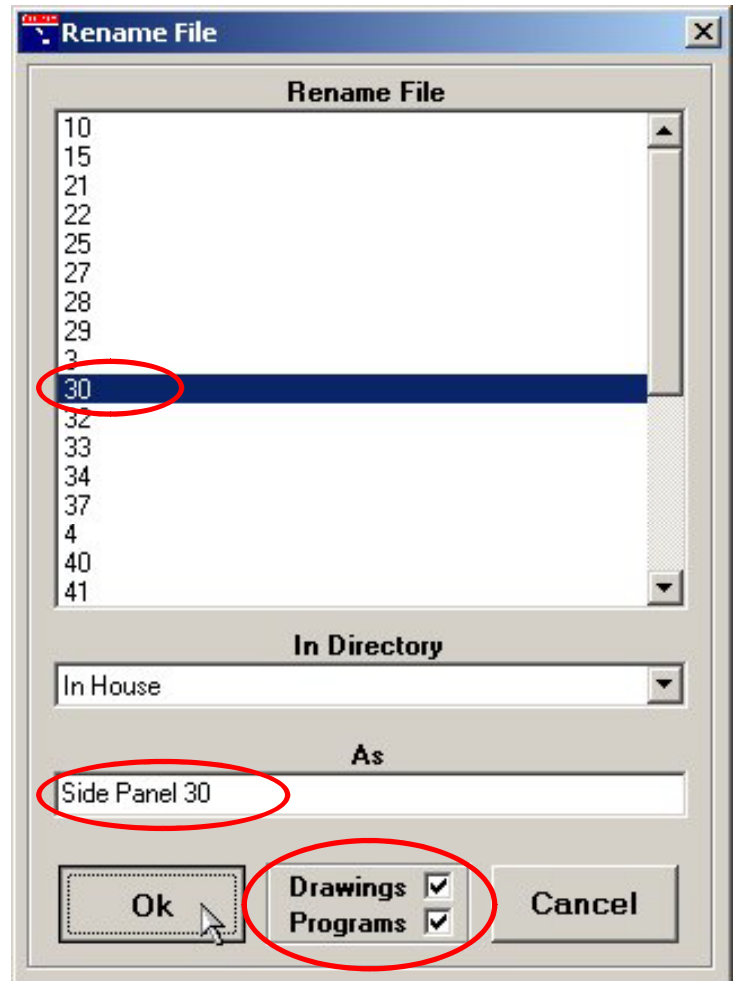 Rename File
Rename File
10
15
21
22
25
27
28
29
3
30
32
33
34
37
4
40
41
In Directory
In House
As
Side Panel 30
Ok
Drawings
Programs
Cancel